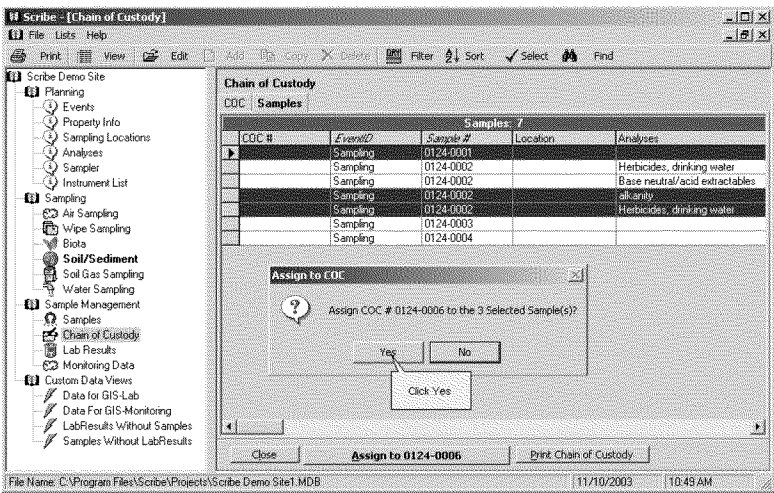 Scribe - [Chain of Custody]
File Lists Help
Print View Edit Add Copy Delete Filter Sort Select Find
Scribe Demo Site
Planning
Events
Property Info
Sampling Locations
Analyses
Sampler
Instrument List
Sampling
Air Sampling
Wipe Sampling
Biota
Soil/Sediment
Soil Gas Sampling
Water Sampling
Sample Management
Samples
Chain of Custody
Lab Results
Monitoring Data
Custom Data Views
Data for GIS-Lab
Data For GIS-Monitoring
LabResults Without Samples
Samples Without LabResults
Chain of Custody
COC Samples
Samples: 7
COC # EventID Sample # Location Analyses
Sampling 0124-0001
Sampling 0124-0002 Herbicides, drinking water
Sampling 0124-0002 Base neutral/acid extractables
Sampling 0124-0002 alkanity
Sampling 0124-0002 Herbicides, drinking water
Sampling 0124-0003
Sampling 0124-0004
Assign to COC
Assign COC # 0124-0006 to the 3 Selected Sample(s)?
Yes No
Click Yes
Close Assign to 0124-0006 Print Chain of Custody
File Name: C:\Program Files\Scribe\Projects\Scribe Demo Site1.MDB 11/10/2003 10:49 AM